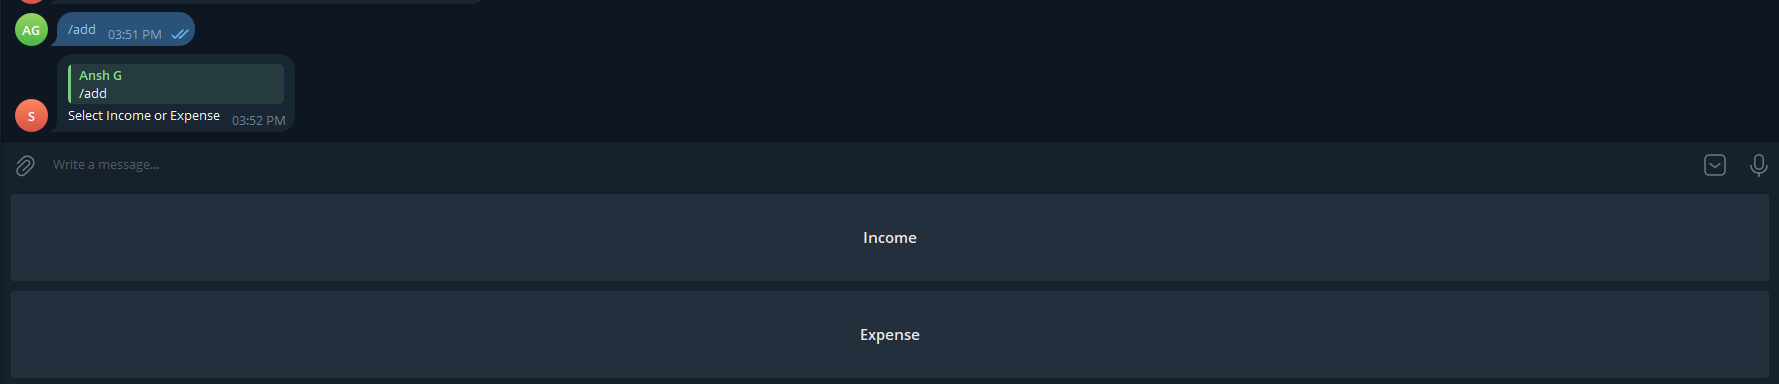 AG
/add 03:51 PM
Ansh G
/add
S
Select Income or Expense 03:52 PM
Write a message...
Income
Expense